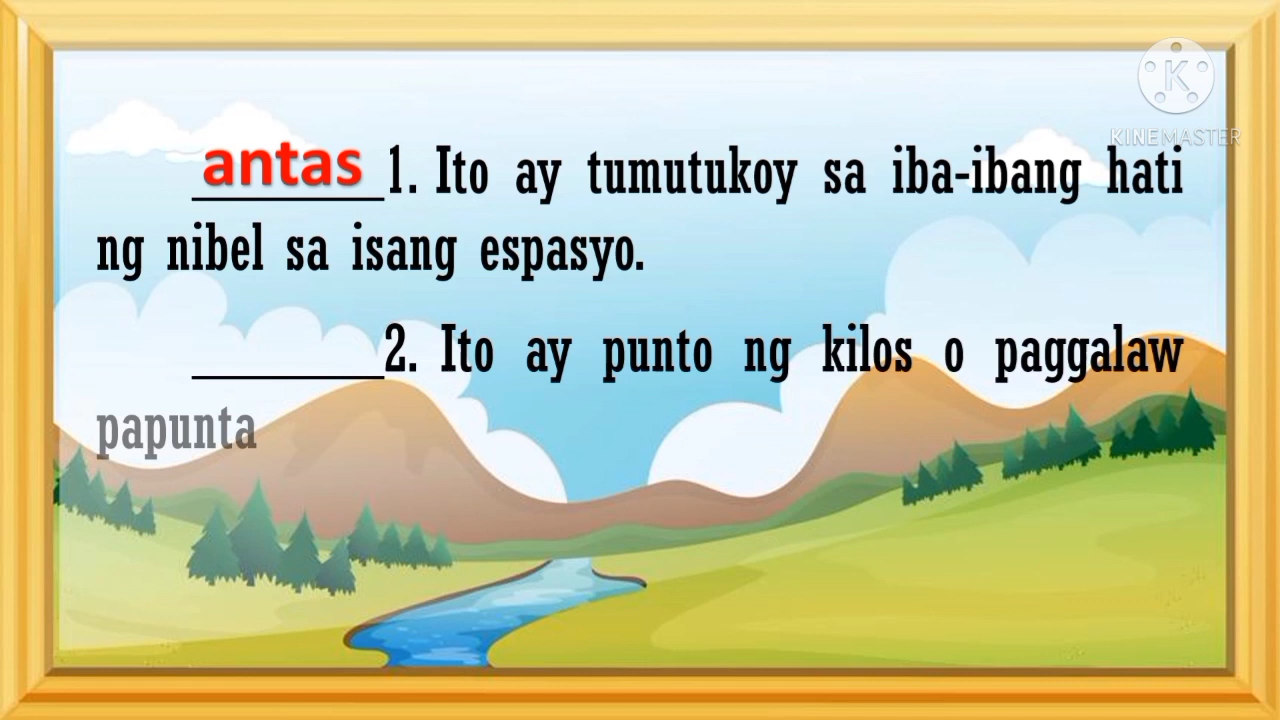 K
KINEMASTER
antas 1. Ito ay tumutukoy sa iba-ibang hati
ng nibel sa isang espasyo.
________2. Ito ay punto ng kilos o paggalaw
papunta